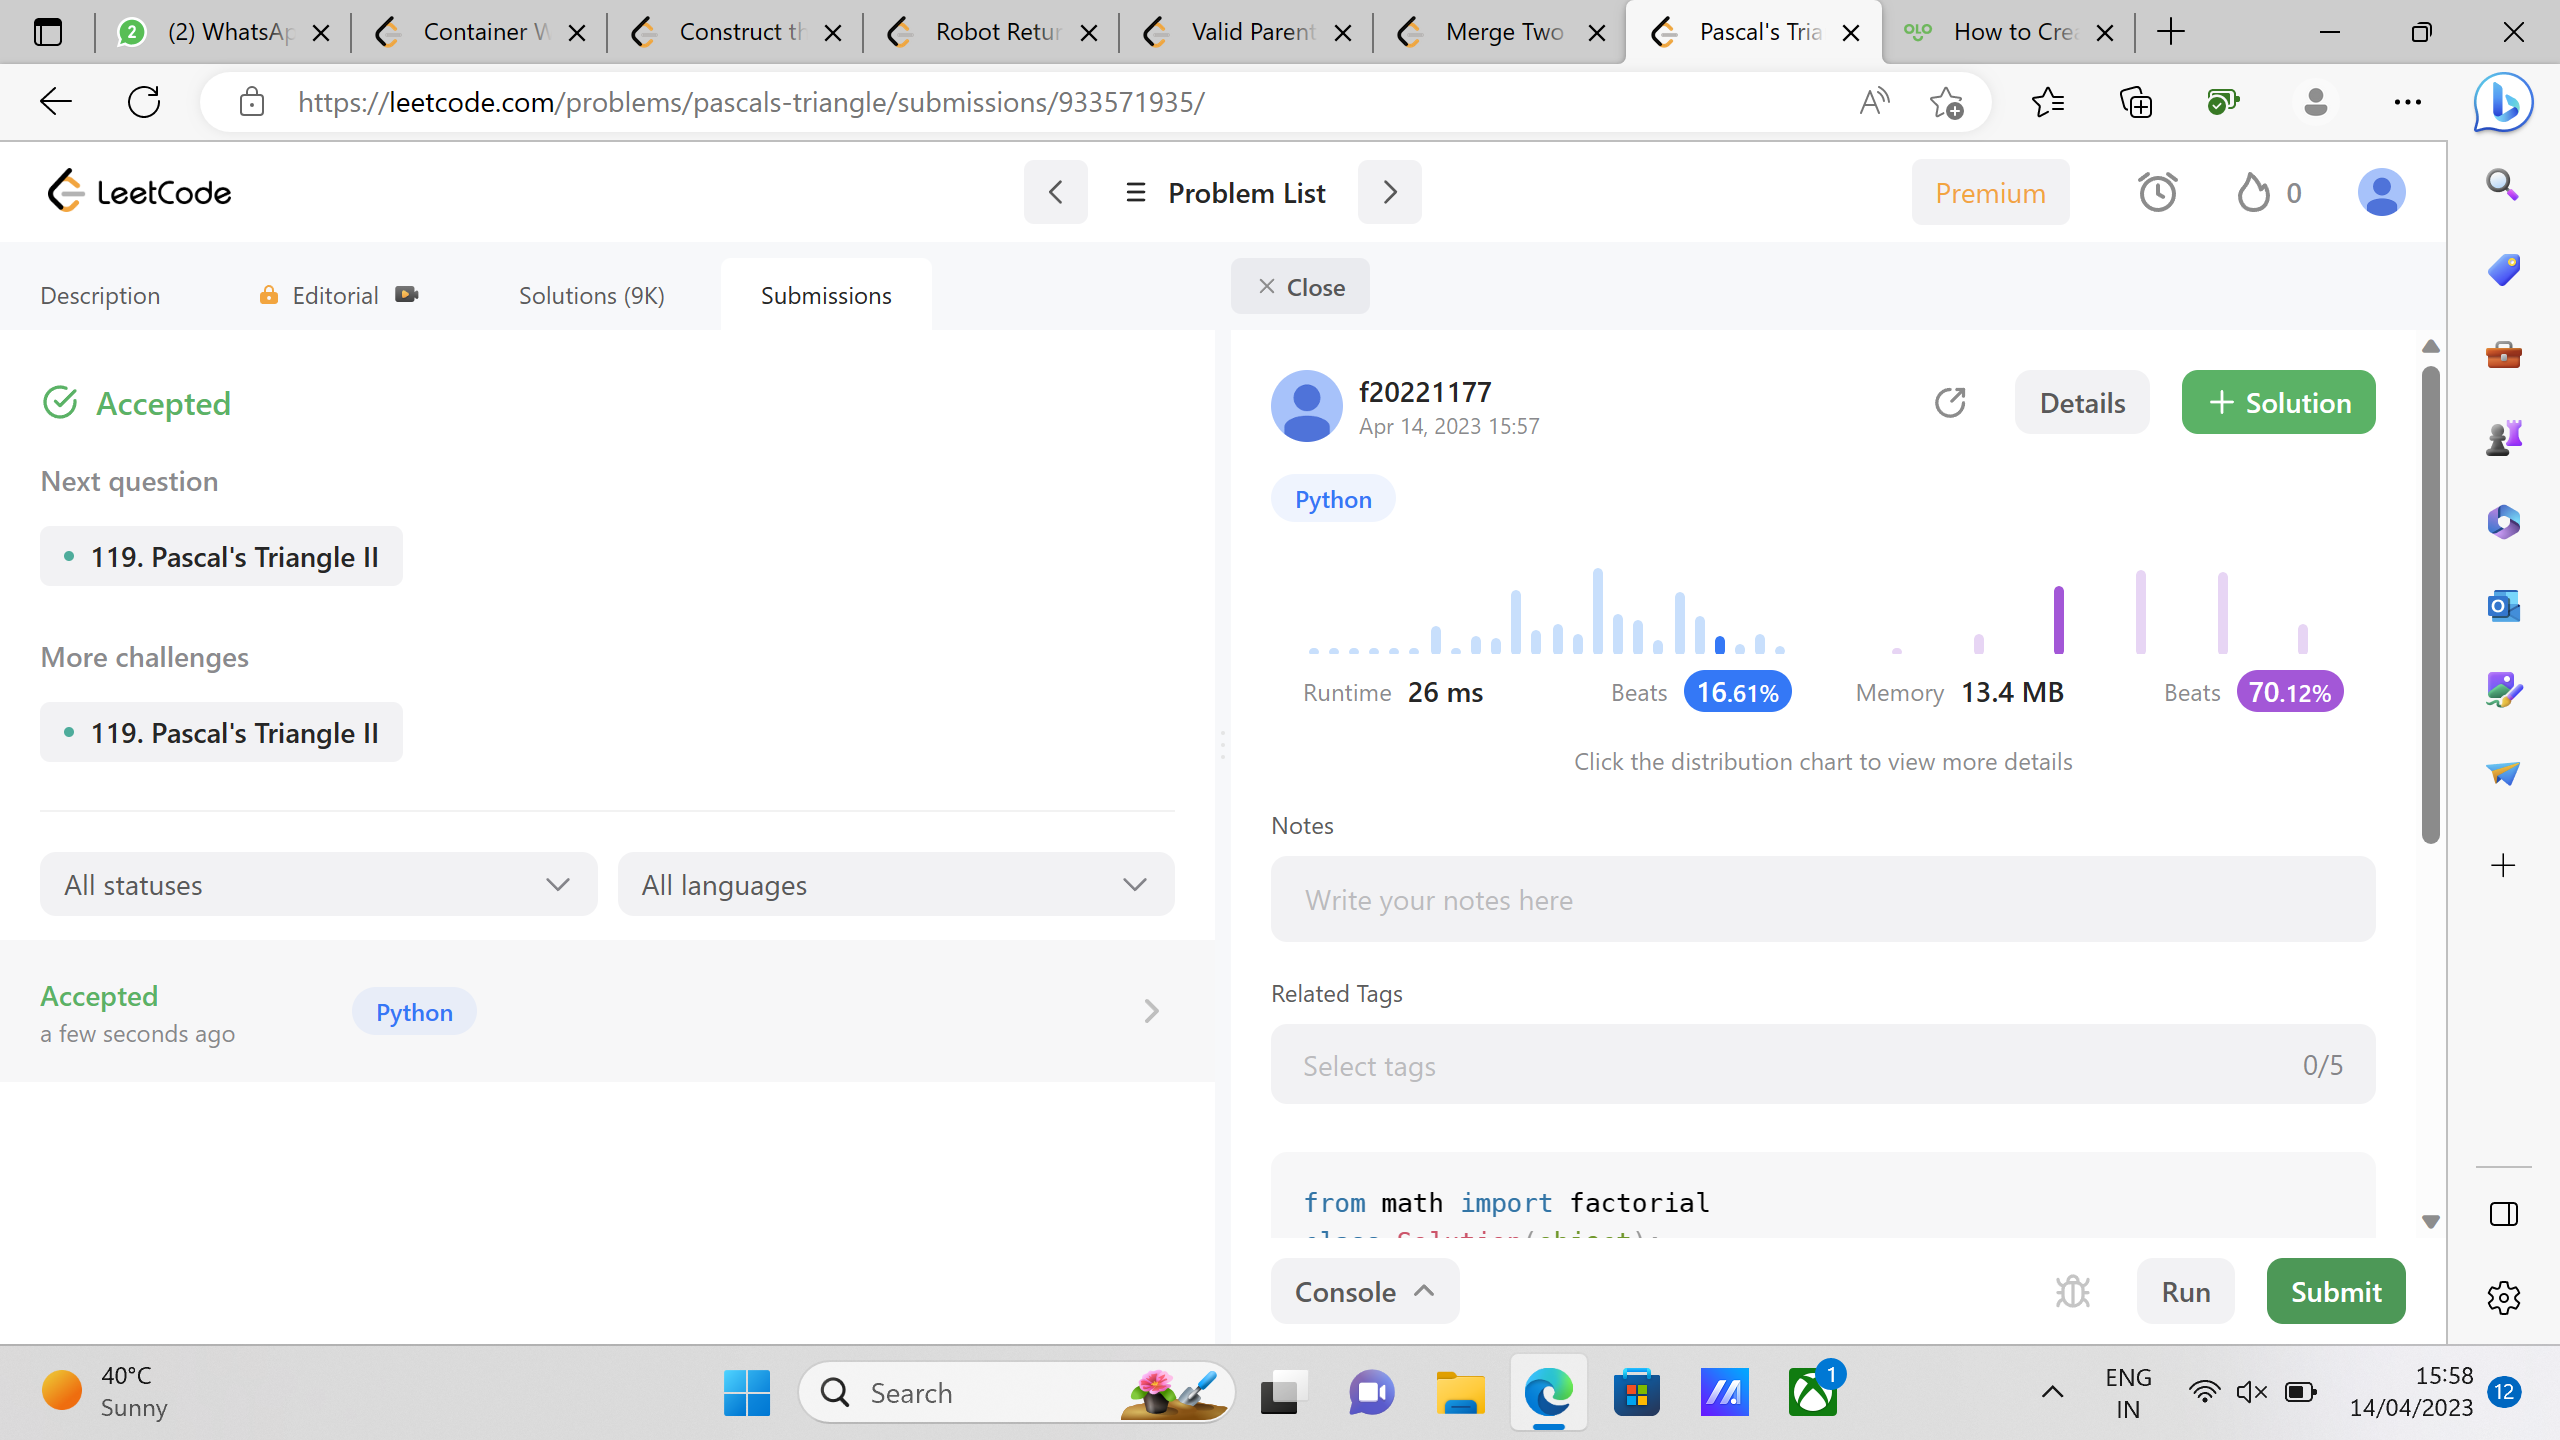 (2) WhatsAp
Container W
Construct th
Robot Retur
Valid Parent
Merge Two
Pascal's Tria
How to Crea
https://leetcode.com/problems/pascals-triangle/submissions/933571935/
LeetCode
Problem List
Premium
0
Description
Editorial
Solutions (9K)
Submissions
Close
Accepted
Next question
119. Pascal's Triangle II
More challenges
119. Pascal's Triangle II
All statuses
All languages
Accepted
a few seconds ago
Python
f20221177
Apr 14, 2023 15:57
Details
Solution
Python
Runtime 26 ms
Beats 16.61%
Memory 13.4 MB
Beats 70.12%
Click the distribution chart to view more details
Notes
Write your notes here
Related Tags
Select tags
0/5
from math import factorial
class Solution(object):
Console
Run
Submit
40°C
Sunny
Search
1
ENG
IN
15:58
14/04/2023
12